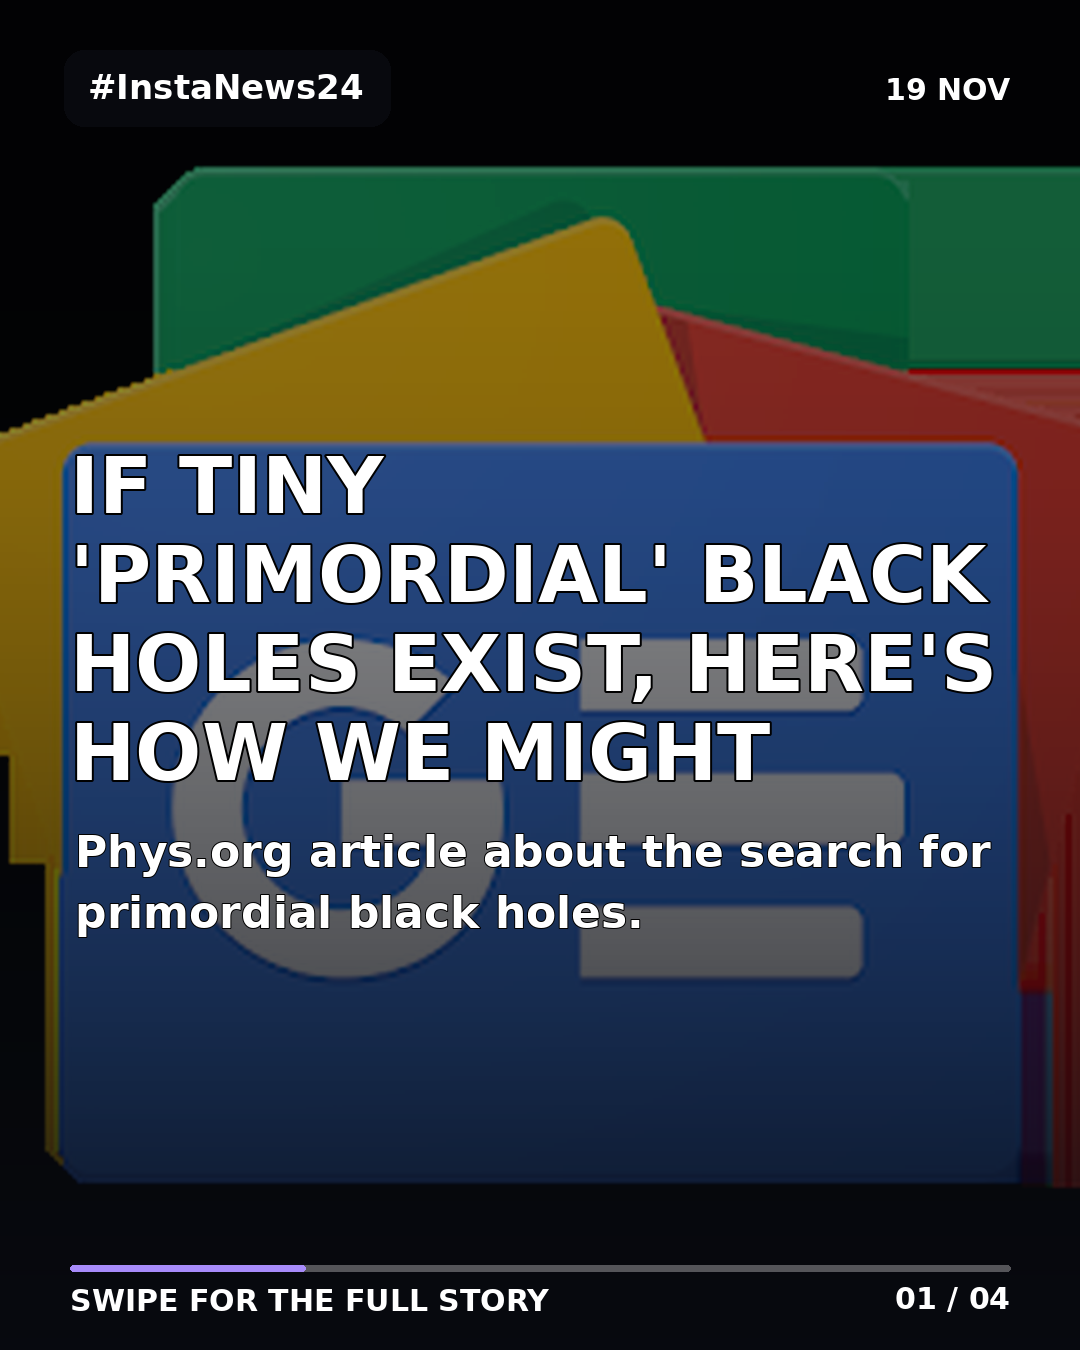 #InstaNews24
19 NOV
IF TINY
'PRIMORDIAL' BLACK
HOLES EXIST, HERE'S
HOW WE MIGHT
Phys.org article about the search for
primordial black holes.
SWIPE FOR THE FULL STORY
01 / 04